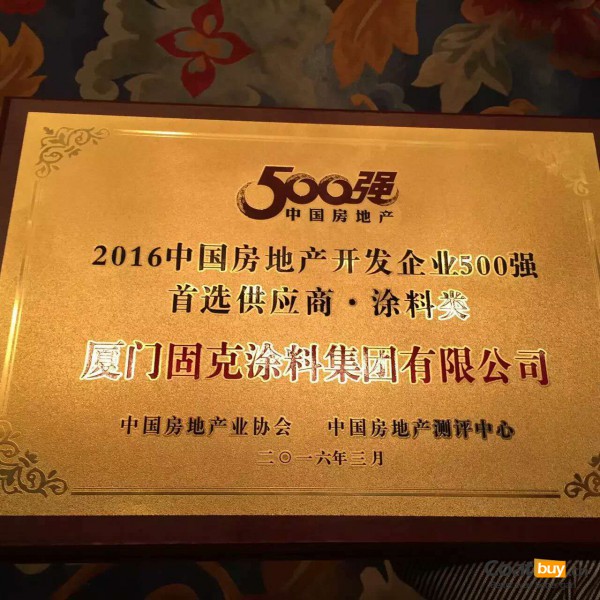 500强
中国房地产
2016中国房地产开发企业500强
首选供应商·涂料类
厦门固克涂料集团有限公司
中国房地产业协会 中国房地产测评中心
二〇一六年三月
buy